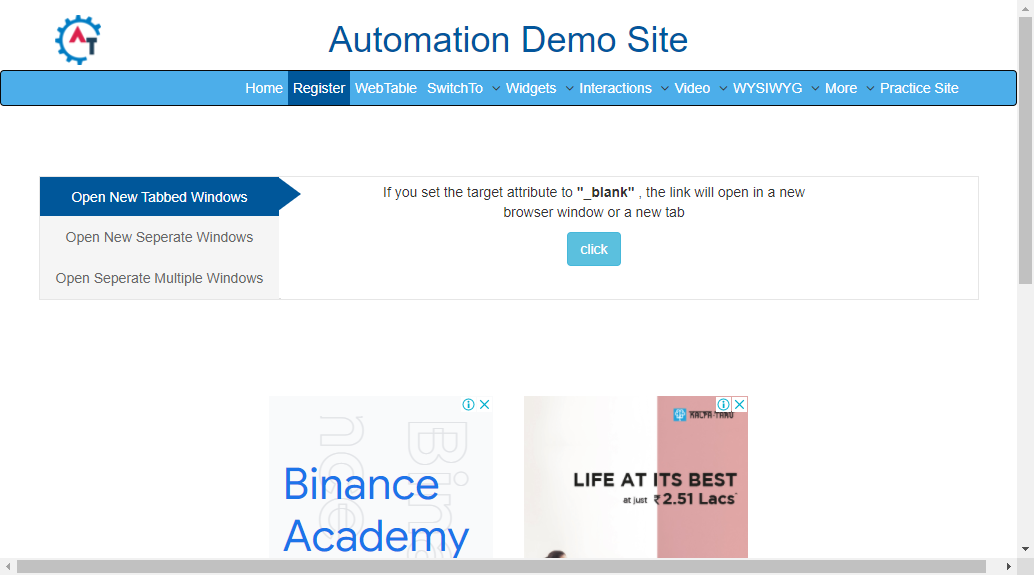 AT
Automation Demo Site
Home Register WebTable SwitchTo Widgets Interactions Video WYSIWYG More Practice Site
Open New Tabbed Windows
Open New Seperate Windows
Open Seperate Multiple Windows
If you set the target attribute to "_blank" , the link will open in a new
browser window or a new tab
click
Binance
Academy
KALPA-TARU
LIFE AT ITS BEST
at just ₹ 2.51 Lacs*